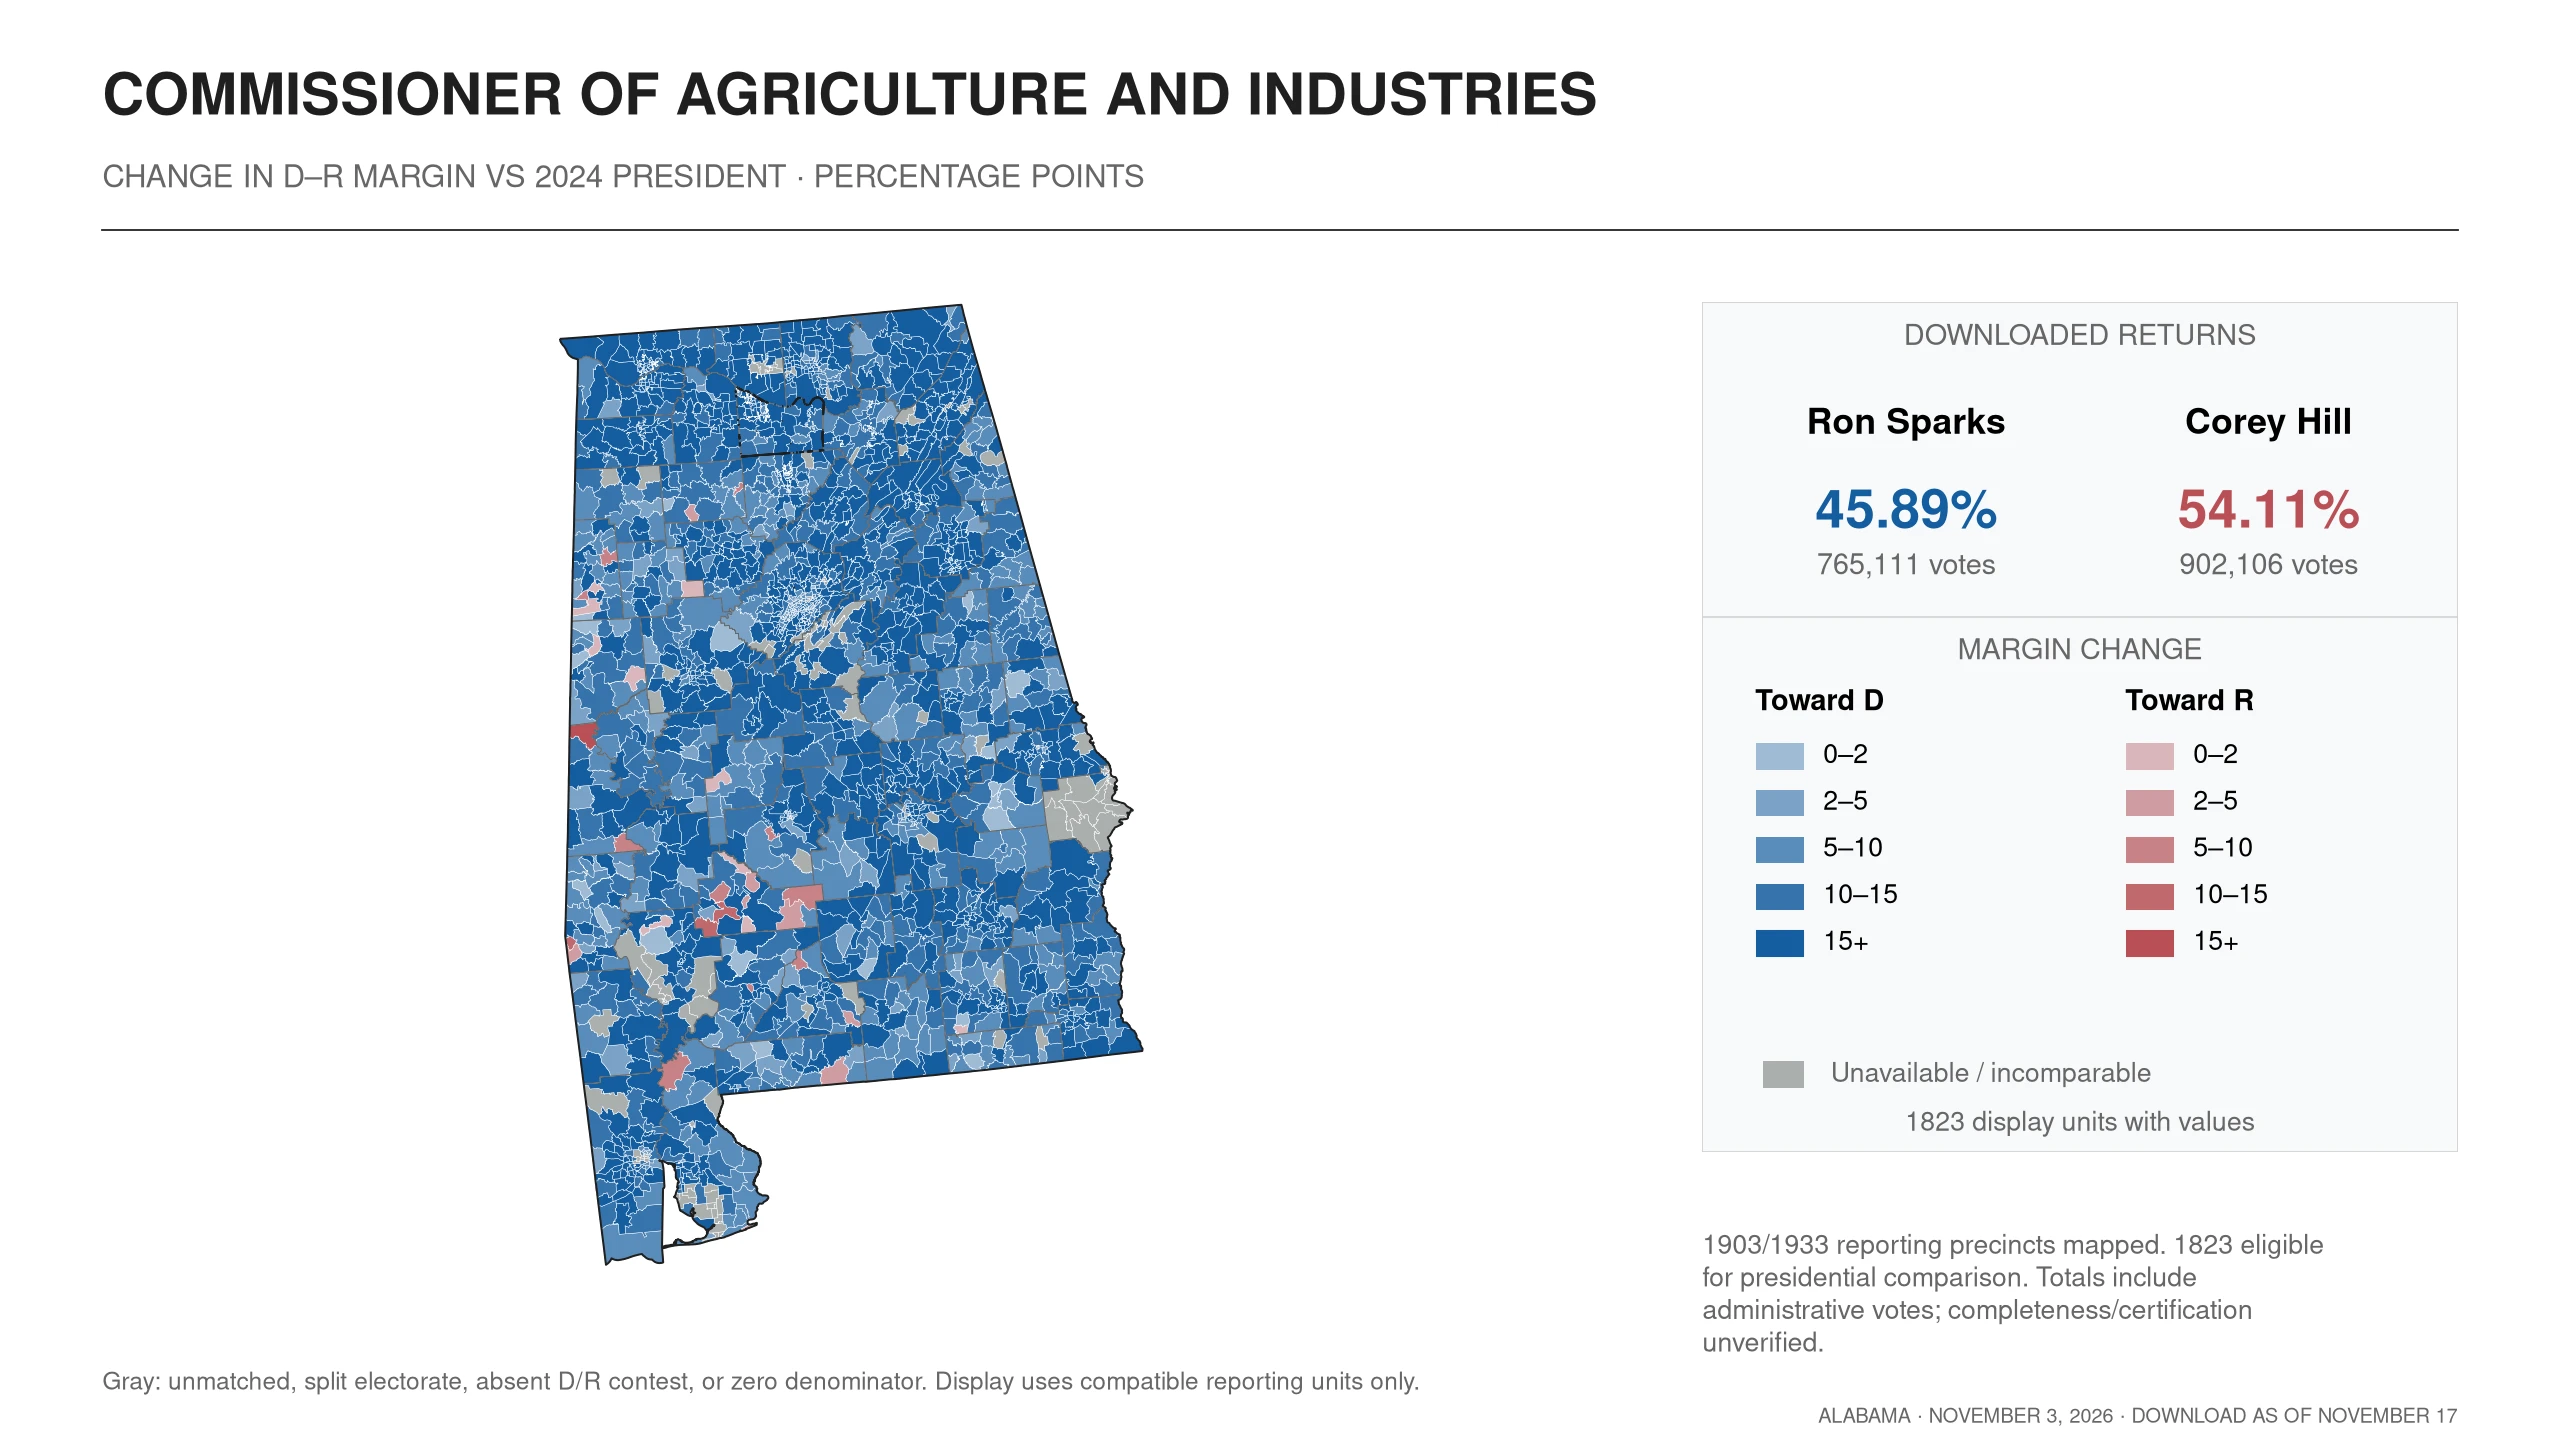 COMMISSIONER OF AGRICULTURE AND INDUSTRIES
CHANGE IN D–R MARGIN VS 2024 PRESIDENT · PERCENTAGE POINTS
DOWNLOADED RETURNS
Ron Sparks Corey Hill
45.89% 54.11%
765,111 votes 902,106 votes
MARGIN CHANGE
Toward D Toward R
0–2 0–2
2–5 2–5
5–10 5–10
10–15 10–15
15+ 15+
Unavailable / incomparable
1823 display units with values
1903/1933 reporting precincts mapped. 1823 eligible
for presidential comparison. Totals include
administrative votes; completeness/certification
unverified.
Gray: unmatched, split electorate, absent D/R contest, or zero denominator. Display uses compatible reporting units only.
ALABAMA · NOVEMBER 3, 2026 · DOWNLOAD AS OF NOVEMBER 17